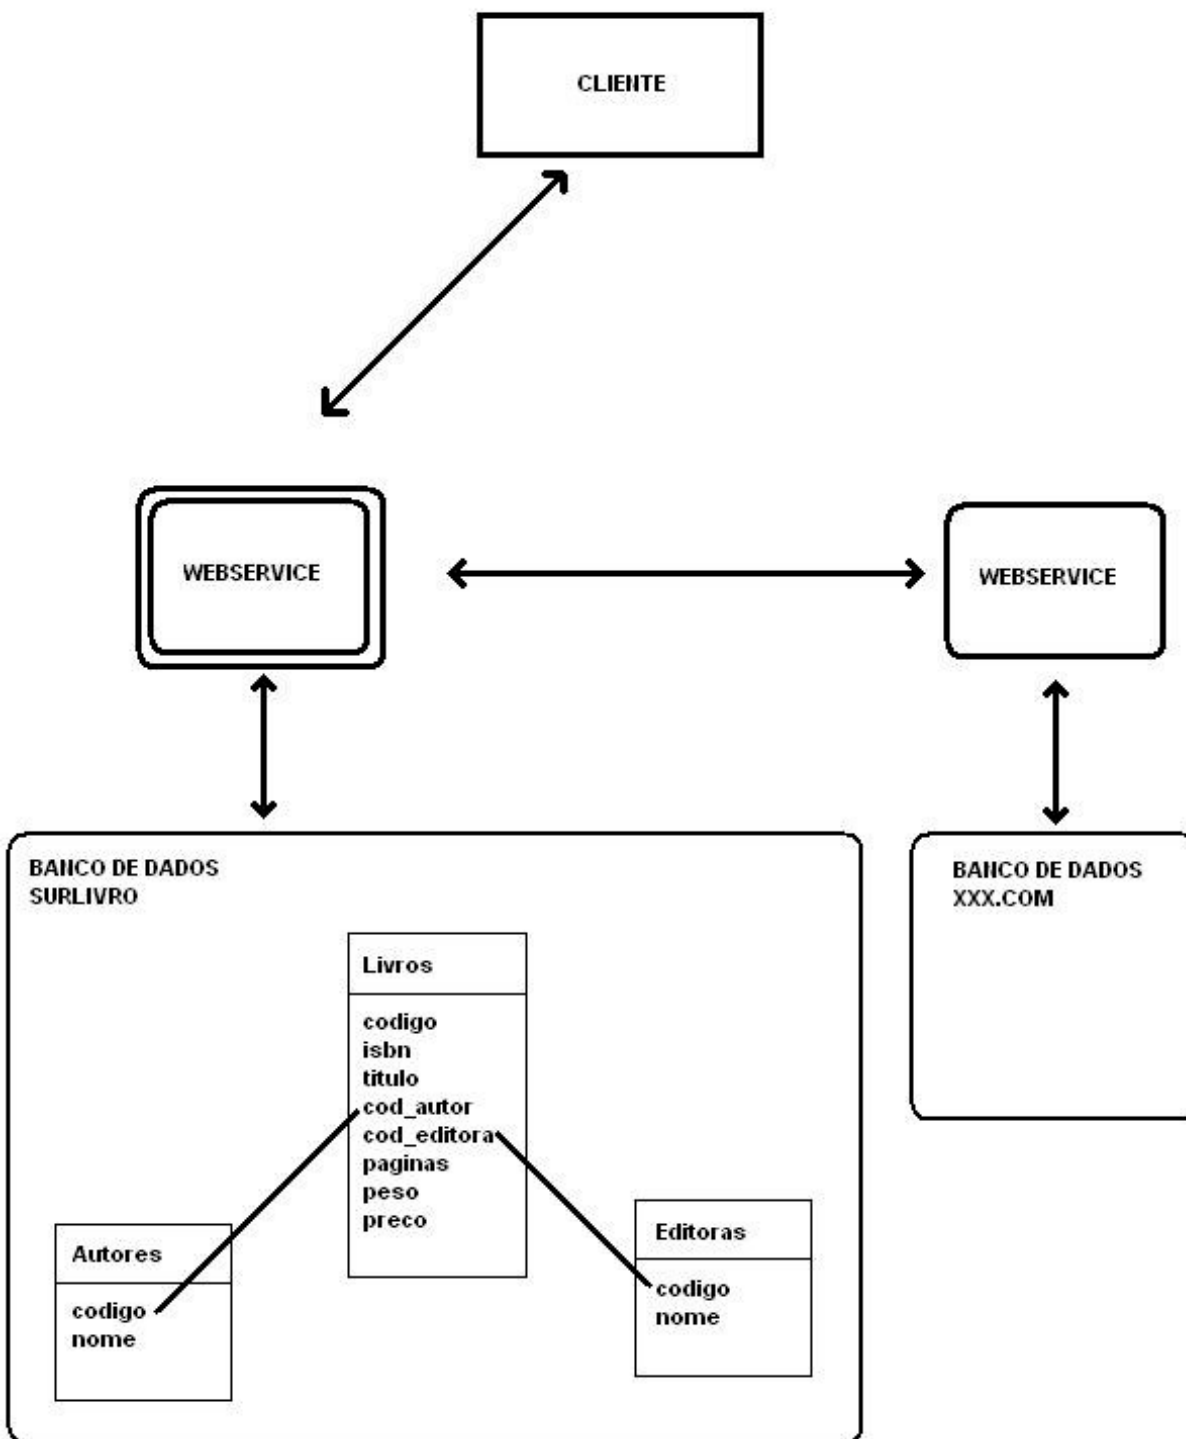 CLIENTE
WEBSERVICE
WEBSERVICE
BANCO DE DADOS
SURLIVRO
BANCO DE DADOS
XXX.COM
Livros
codigo
isbn
titulo
cod_autor
cod_editora
paginas
peso
preco
Autores
codigo
nome
Editoras
codigo
nome